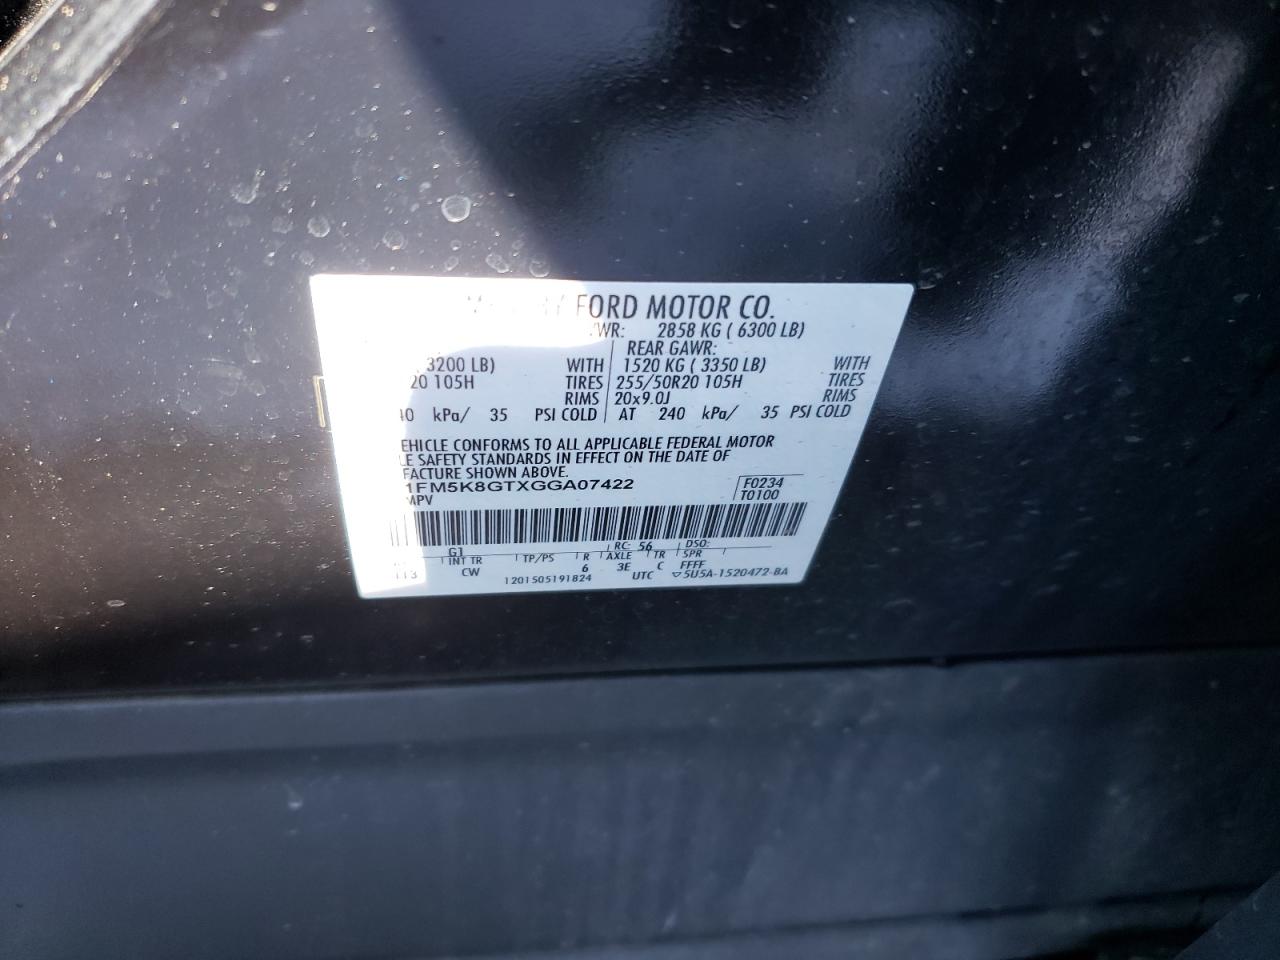 FORD MOTOR CO.
WR: 2858 KG ( 6300 LB)
REAR GAWR:
3200 LB) WITH 1520 KG ( 3350 LB) WITH
20 105H TIRES 255/50R20 105H TIRES
RIMS 20x9.0J RIMS
kPa/ 35 PSI COLD AT 240 kPa/ 35 PSI COLD
EHICLE CONFORMS TO ALL APPLICABLE FEDERAL MOTOR
LE SAFETY STANDARDS IN EFFECT ON THE DATE OF
FACTURE SHOWN ABOVE.
1FM5K8GTXGGA07422 F0234
MPV T0100
RC: 56 DSO:
G1 INT TR TP/PS R AXLE TR SPR
CW 6 3E C FFFF
113 1201505191824 UTC ▽5U5A-1520472-BA